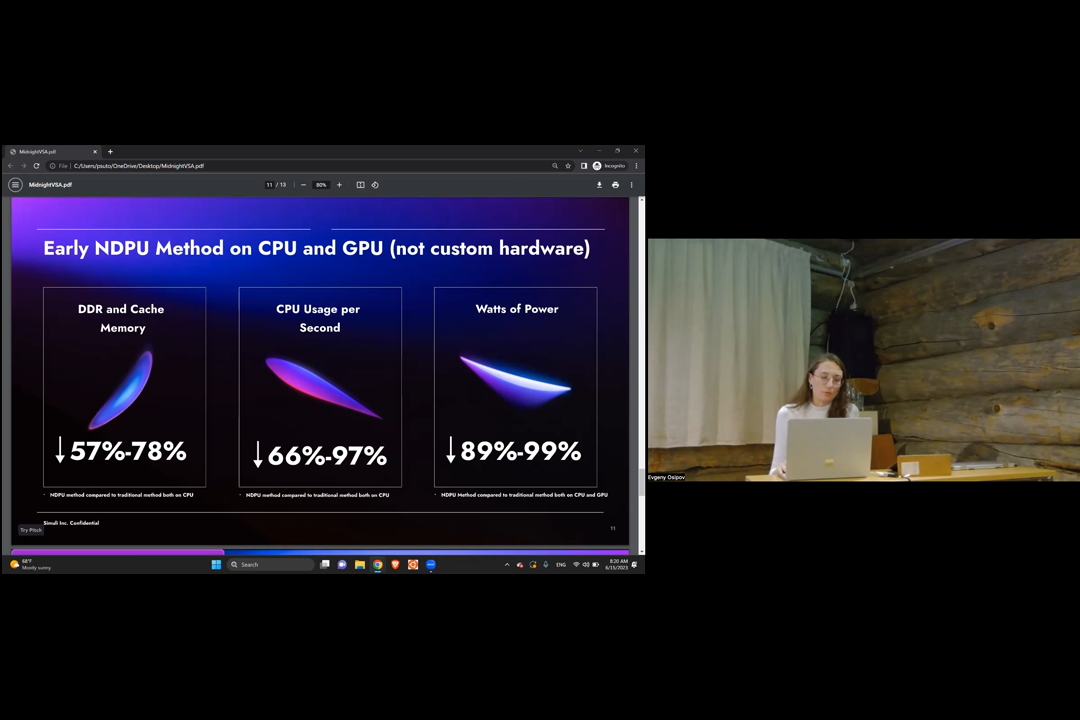 MidnightVSA.pdf
File
C:/Users/psuto/OneDrive/Desktop/MidnightVSA.pdf
Incognito
MidnightVSA.pdf
11 / 13
80%
Early NDPU Method on CPU and GPU (not custom hardware)
DDR and Cache
Memory
↓57%-78%
NDPU method compared to traditional method both on CPU
CPU Usage per
Second
↓66%-97%
NDPU method compared to traditional method both on CPU
Watts of Power
↓89%-99%
NDPU Method compared to traditional method both on CPU and GPU
Simuli Inc. Confidential
11
Try Pitch
68°F
Mostly sunny
Search
ENG
8:20 AM
6/15/2023
Evgeny Osipov